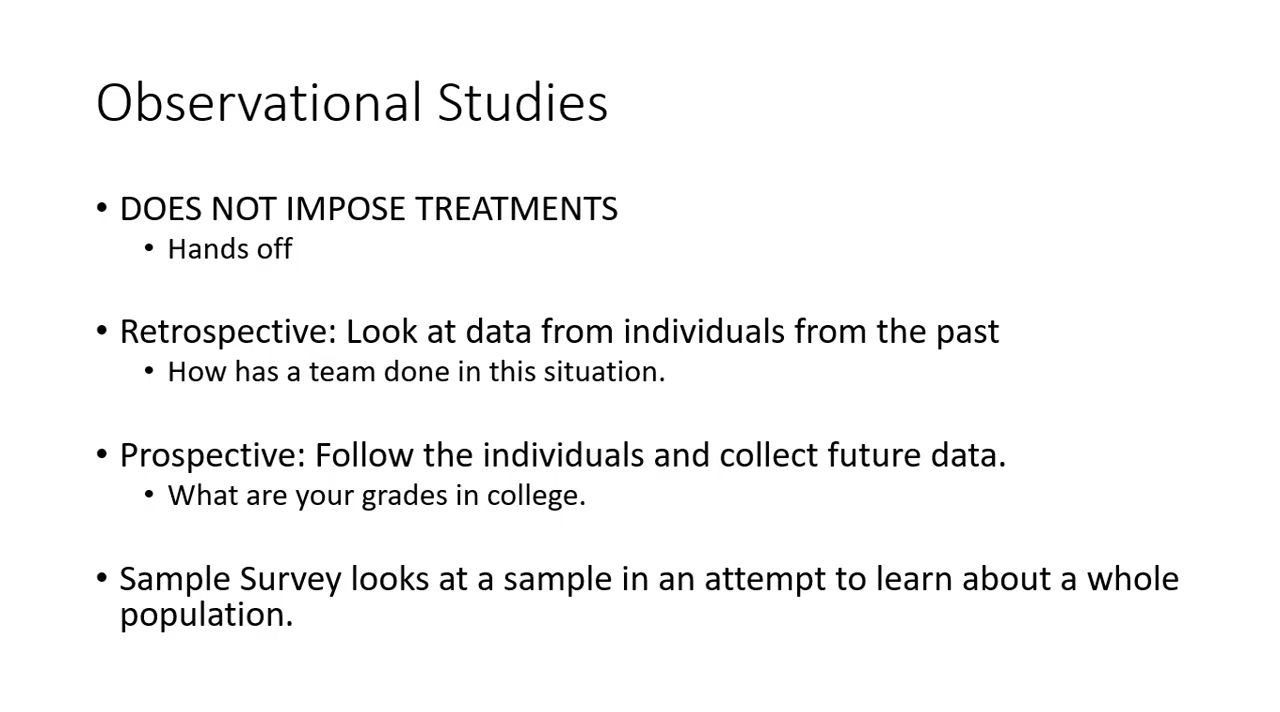 Observational Studies
• DOES NOT IMPOSE TREATMENTS
• Hands off
• Retrospective: Look at data from individuals from the past
• How has a team done in this situation.
• Prospective: Follow the individuals and collect future data.
• What are your grades in college.
• Sample Survey looks at a sample in an attempt to learn about a whole
population.